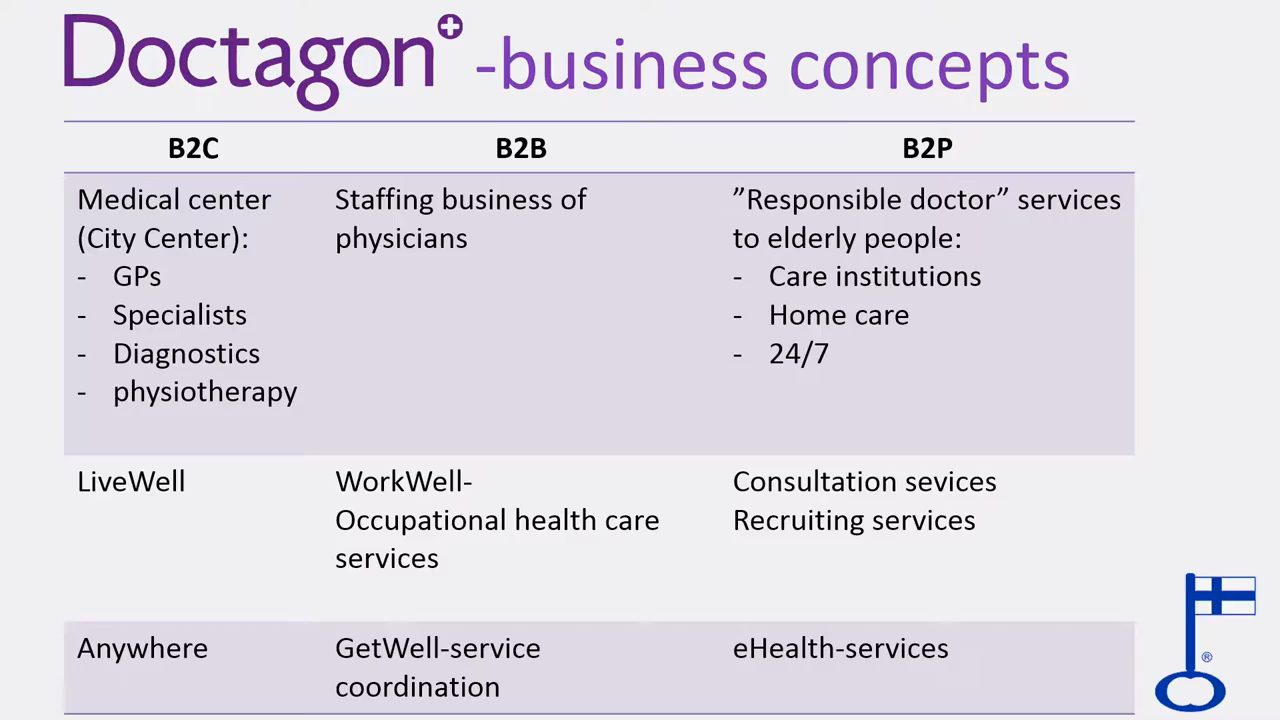 Doctagon+ -business concepts
B2C B2B B2P
Medical center
(City Center):
- GPs
- Specialists
- Diagnostics
- physiotherapy
Staffing business of
physicians
”Responsible doctor” services
to elderly people:
- Care institutions
- Home care
- 24/7
LiveWell
WorkWell-
Occupational health care
services
Consultation sevices
Recruiting services
Anywhere
GetWell-service
coordination
eHealth-services
®